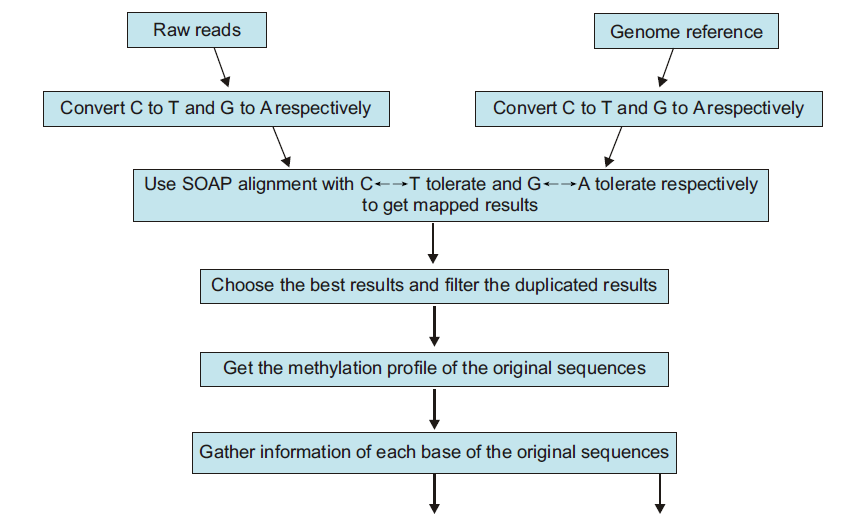 Raw reads
Genome reference
Convert C to T and G to A respectively
Convert C to T and G to A respectively
Use SOAP alignment with C←–→T tolerate and G←–→A tolerate respectively
to get mapped results
Choose the best results and filter the duplicated results
Get the methylation profile of the original sequences
Gather information of each base of the original sequences